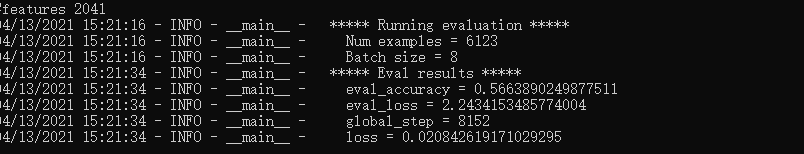 #features 2041
04/13/2021 15:21:16 - INFO - __main__ -   ***** Running evaluation *****
04/13/2021 15:21:16 - INFO - __main__ -     Num examples = 6123
04/13/2021 15:21:16 - INFO - __main__ -     Batch size = 8
04/13/2021 15:21:34 - INFO - __main__ -   ***** Eval results *****
04/13/2021 15:21:34 - INFO - __main__ -     eval_accuracy = 0.5663890249877511
04/13/2021 15:21:34 - INFO - __main__ -     eval_loss = 2.2434153485774004
04/13/2021 15:21:34 - INFO - __main__ -     global_step = 8152
04/13/2021 15:21:34 - INFO - __main__ -     loss = 0.020842619171029295